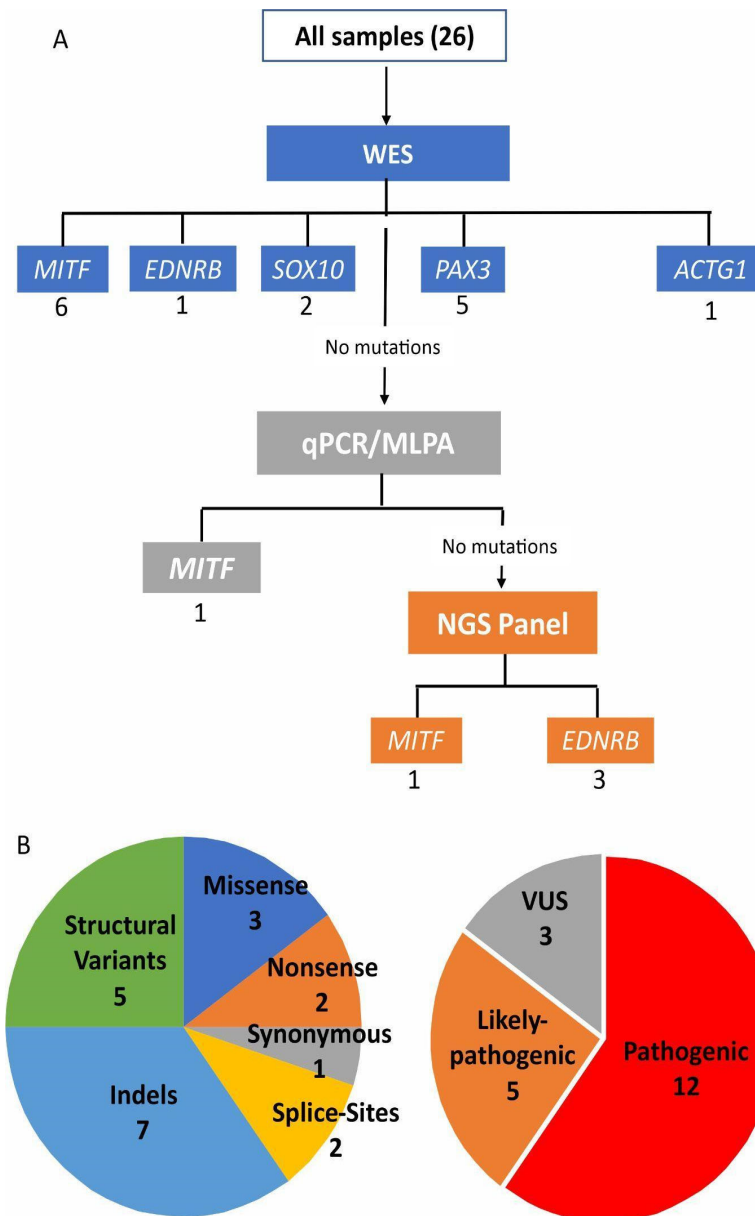 A
All samples (26)
WES
MITF EDNRB SOX10 PAX3 ACTG1
6 1 2 5 1
No mutations
qPCR/MLPA
MITF
1
No mutations
NGS Panel
MITF EDNRB
1 3
B
Missense
3
Nonsense
2
Synonymous
1
Splice-Sites
2
Indels
7
Structural
Variants
5
VUS
3
Likely-
pathogenic
5
Pathogenic
12